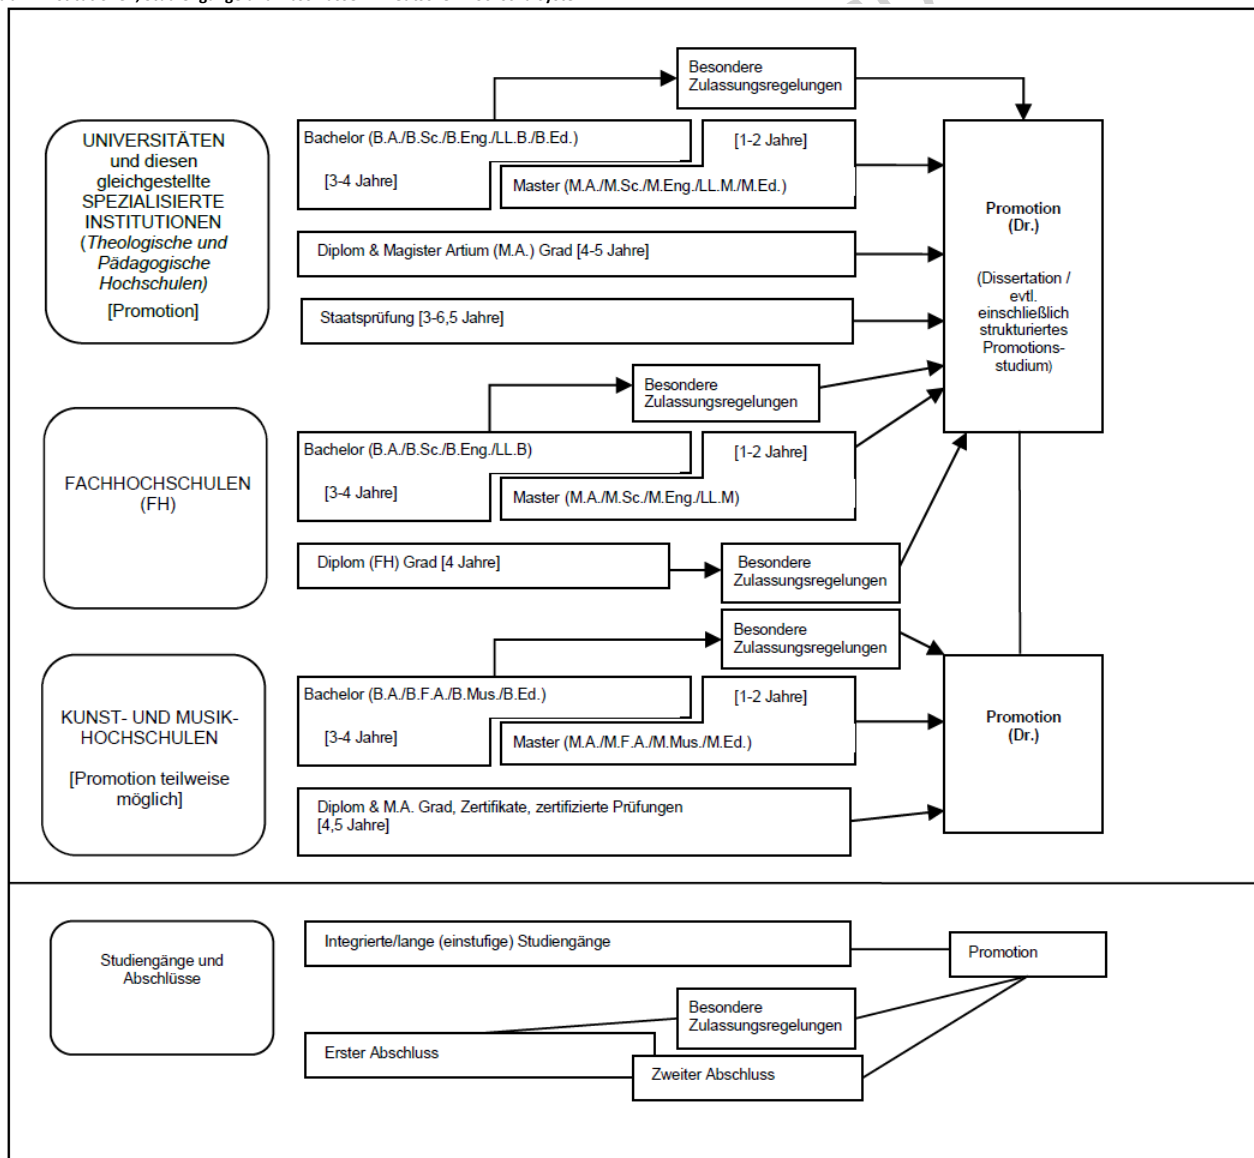 Besondere
Zulassungsregelungen
UNIVERSITÄTEN
und diesen
gleichgestellte
SPEZIALISIERTE
INSTITUTIONEN
(Theologische und
Pädagogische
Hochschulen)
[Promotion]
Bachelor (B.A./B.Sc./B.Eng./LL.B./B.Ed.)
[1-2 Jahre]
[3-4 Jahre]
Master (M.A./M.Sc./M.Eng./LL.M./M.Ed.)
Diplom & Magister Artium (M.A.) Grad [4-5 Jahre]
Staatsprüfung [3-6,5 Jahre]
Promotion
(Dr.)
(Dissertation /
evtl.
einschließlich
strukturiertes
Promotions-
studium)
Besondere
Zulassungsregelungen
FACHHOCHSCHULEN
(FH)
Bachelor (B.A./B.Sc./B.Eng./LL.B)
[1-2 Jahre]
[3-4 Jahre]
Master (M.A./M.Sc./M.Eng./LL.M)
Diplom (FH) Grad [4 Jahre]
Besondere
Zulassungsregelungen
Besondere
Zulassungsregelungen
KUNST- UND MUSIK-
HOCHSCHULEN
[Promotion teilweise
möglich]
Bachelor (B.A./B.F.A./B.Mus./B.Ed.)
[1-2 Jahre]
[3-4 Jahre]
Master (M.A./M.F.A./M.Mus./M.Ed.)
Diplom & M.A. Grad, Zertifikate, zertifizierte Prüfungen
[4,5 Jahre]
Promotion
(Dr.)
Studiengänge und
Abschlüsse
Integrierte/lange (einstufige) Studiengänge
Promotion
Besondere
Zulassungsregelungen
Erster Abschluss
Zweiter Abschluss